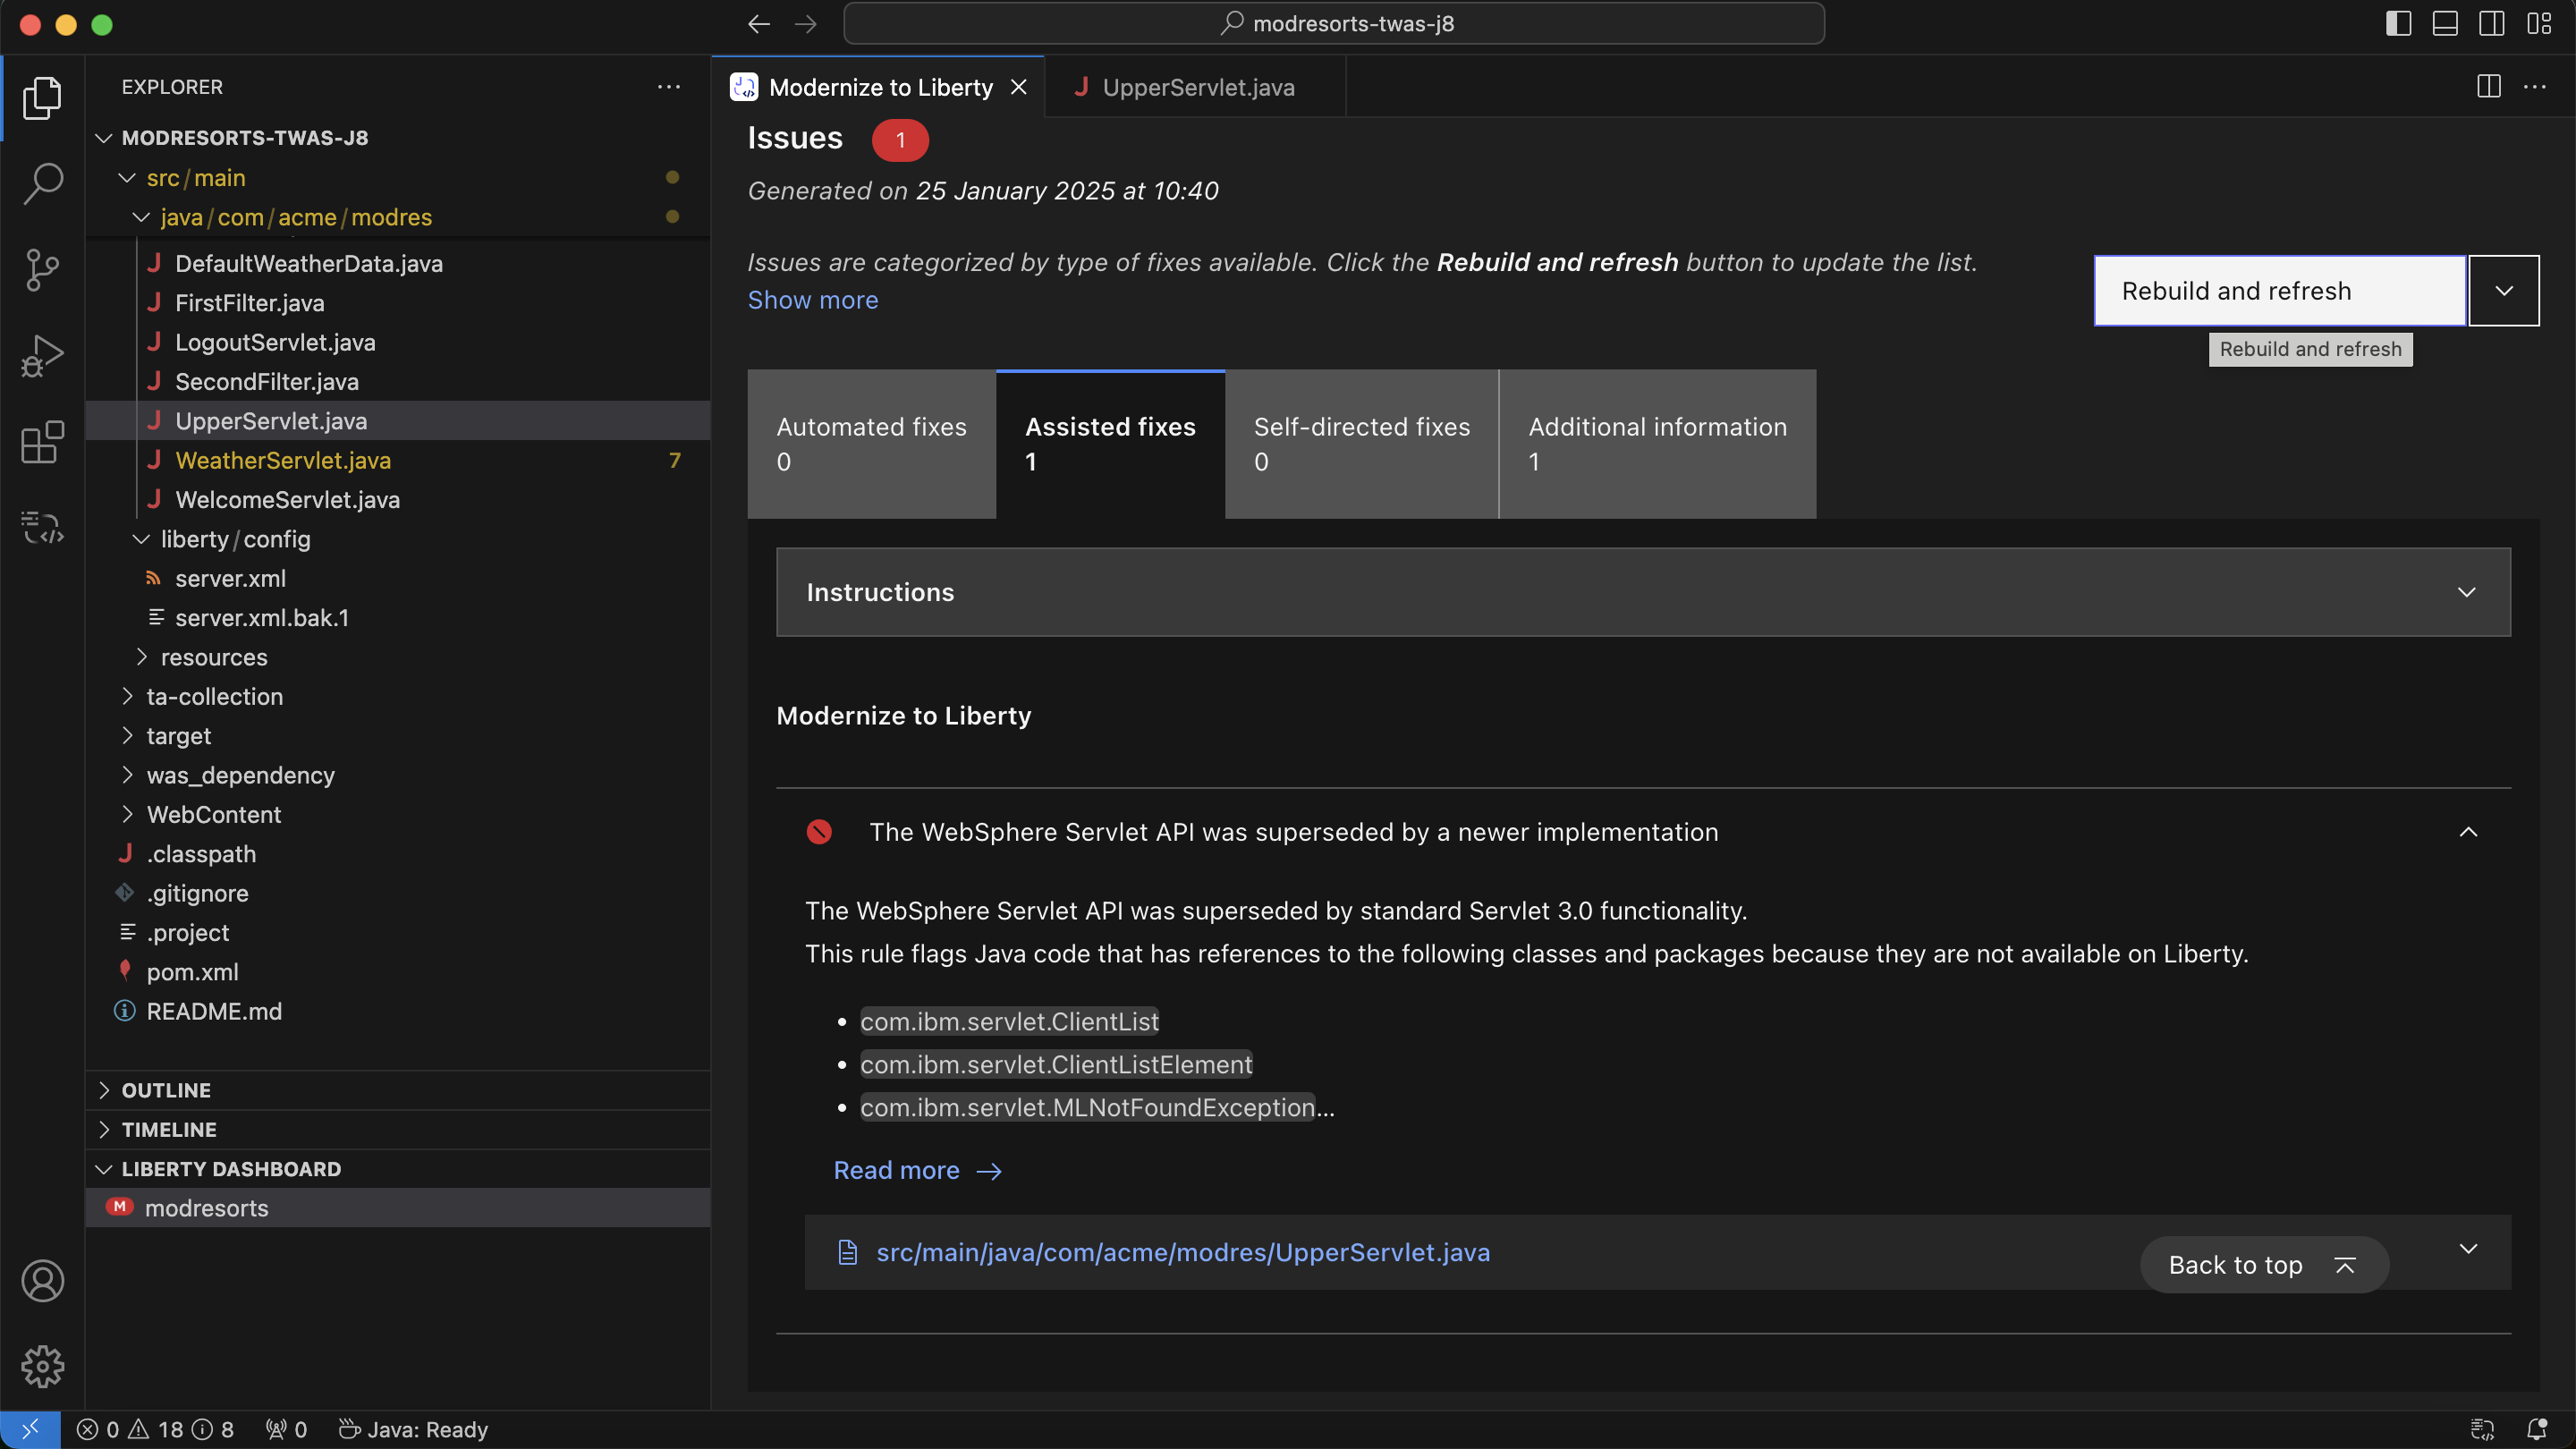 modresorts-twas-j8
EXPLORER
MODRESORTS-TWAS-J8
src/main
java/com/acme/modres
DefaultWeatherData.java
FirstFilter.java
LogoutServlet.java
SecondFilter.java
UpperServlet.java
WeatherServlet.java 7
WelcomeServlet.java
liberty/config
server.xml
server.xml.bak.1
resources
ta-collection
target
was_dependency
WebContent
.classpath
.gitignore
.project
pom.xml
README.md
OUTLINE
TIMELINE
LIBERTY DASHBOARD
M modresorts
Modernize to Liberty
UpperServlet.java
Issues 1
Generated on 25 January 2025 at 10:40
Issues are categorized by type of fixes available. Click the Rebuild and refresh button to update the list.
Show more
Rebuild and refresh
Rebuild and refresh
Automated fixes
0
Assisted fixes
1
Self-directed fixes
0
Additional information
1
Instructions
Modernize to Liberty
The WebSphere Servlet API was superseded by a newer implementation
The WebSphere Servlet API was superseded by standard Servlet 3.0 functionality.
This rule flags Java code that has references to the following classes and packages because they are not available on Liberty.
• com.ibm.servlet.ClientList
• com.ibm.servlet.ClientListElement
• com.ibm.servlet.MLNotFoundException...
Read more →
src/main/java/com/acme/modres/UpperServlet.java
Back to top
0 18 8 0 Java: Ready